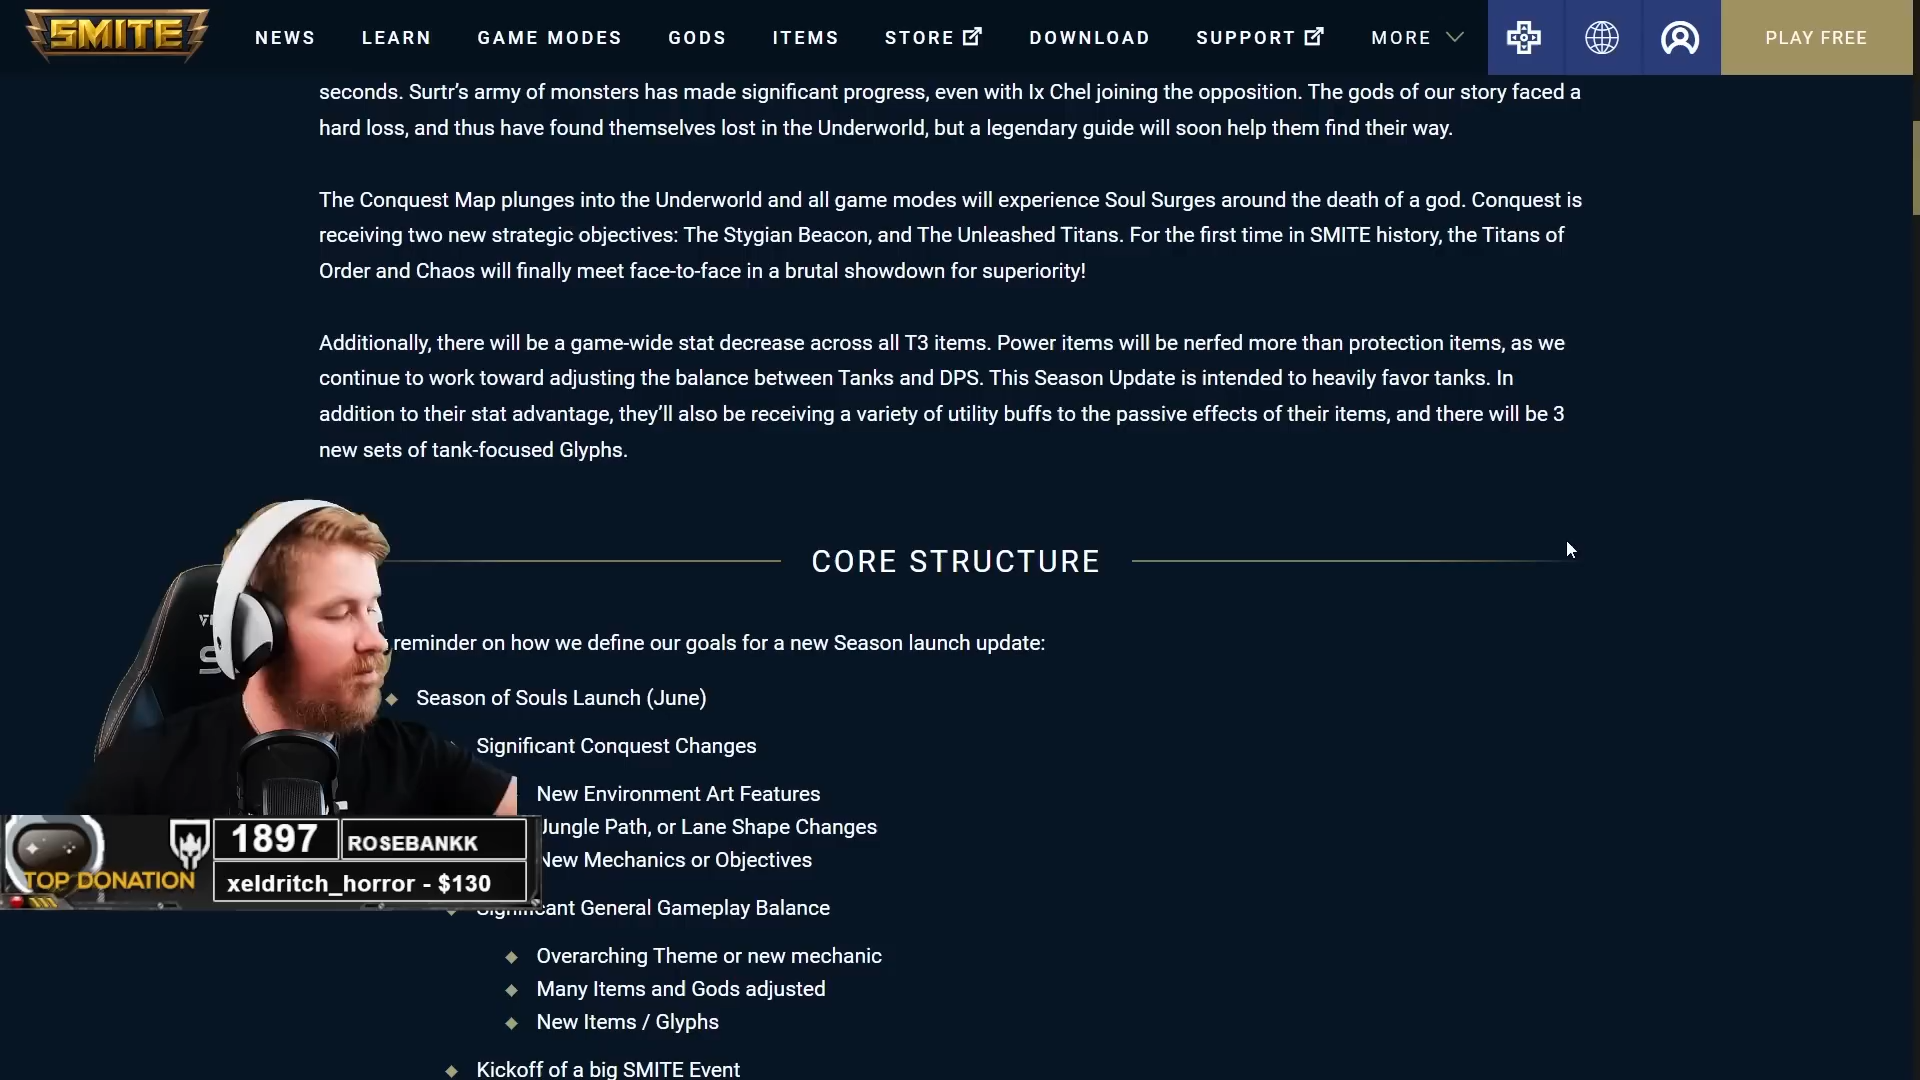 SMITE
NEWS LEARN GAME MODES GODS ITEMS STORE DOWNLOAD SUPPORT MORE PLAY FREE
seconds. Surtr’s army of monsters has made significant progress, even with Ix Chel joining the opposition. The gods of our story faced a
hard loss, and thus have found themselves lost in the Underworld, but a legendary guide will soon help them find their way.
The Conquest Map plunges into the Underworld and all game modes will experience Soul Surges around the death of a god. Conquest is
receiving two new strategic objectives: The Stygian Beacon, and The Unleashed Titans. For the first time in SMITE history, the Titans of
Order and Chaos will finally meet face-to-face in a brutal showdown for superiority!
Additionally, there will be a game-wide stat decrease across all T3 items. Power items will be nerfed more than protection items, as we
continue to work toward adjusting the balance between Tanks and DPS. This Season Update is intended to heavily favor tanks. In
addition to their stat advantage, they’ll also be receiving a variety of utility buffs to the passive effects of their items, and there will be 3
new sets of tank-focused Glyphs.
CORE STRUCTURE
reminder on how we define our goals for a new Season launch update:
Season of Souls Launch (June)
Significant Conquest Changes
New Environment Art Features
Jungle Path, or Lane Shape Changes
New Mechanics or Objectives
1897 ROSEBANKK
TOP DONATION xeldritch_horror - $130
Significant General Gameplay Balance
Overarching Theme or new mechanic
Many Items and Gods adjusted
New Items / Glyphs
Kickoff of a big SMITE Event